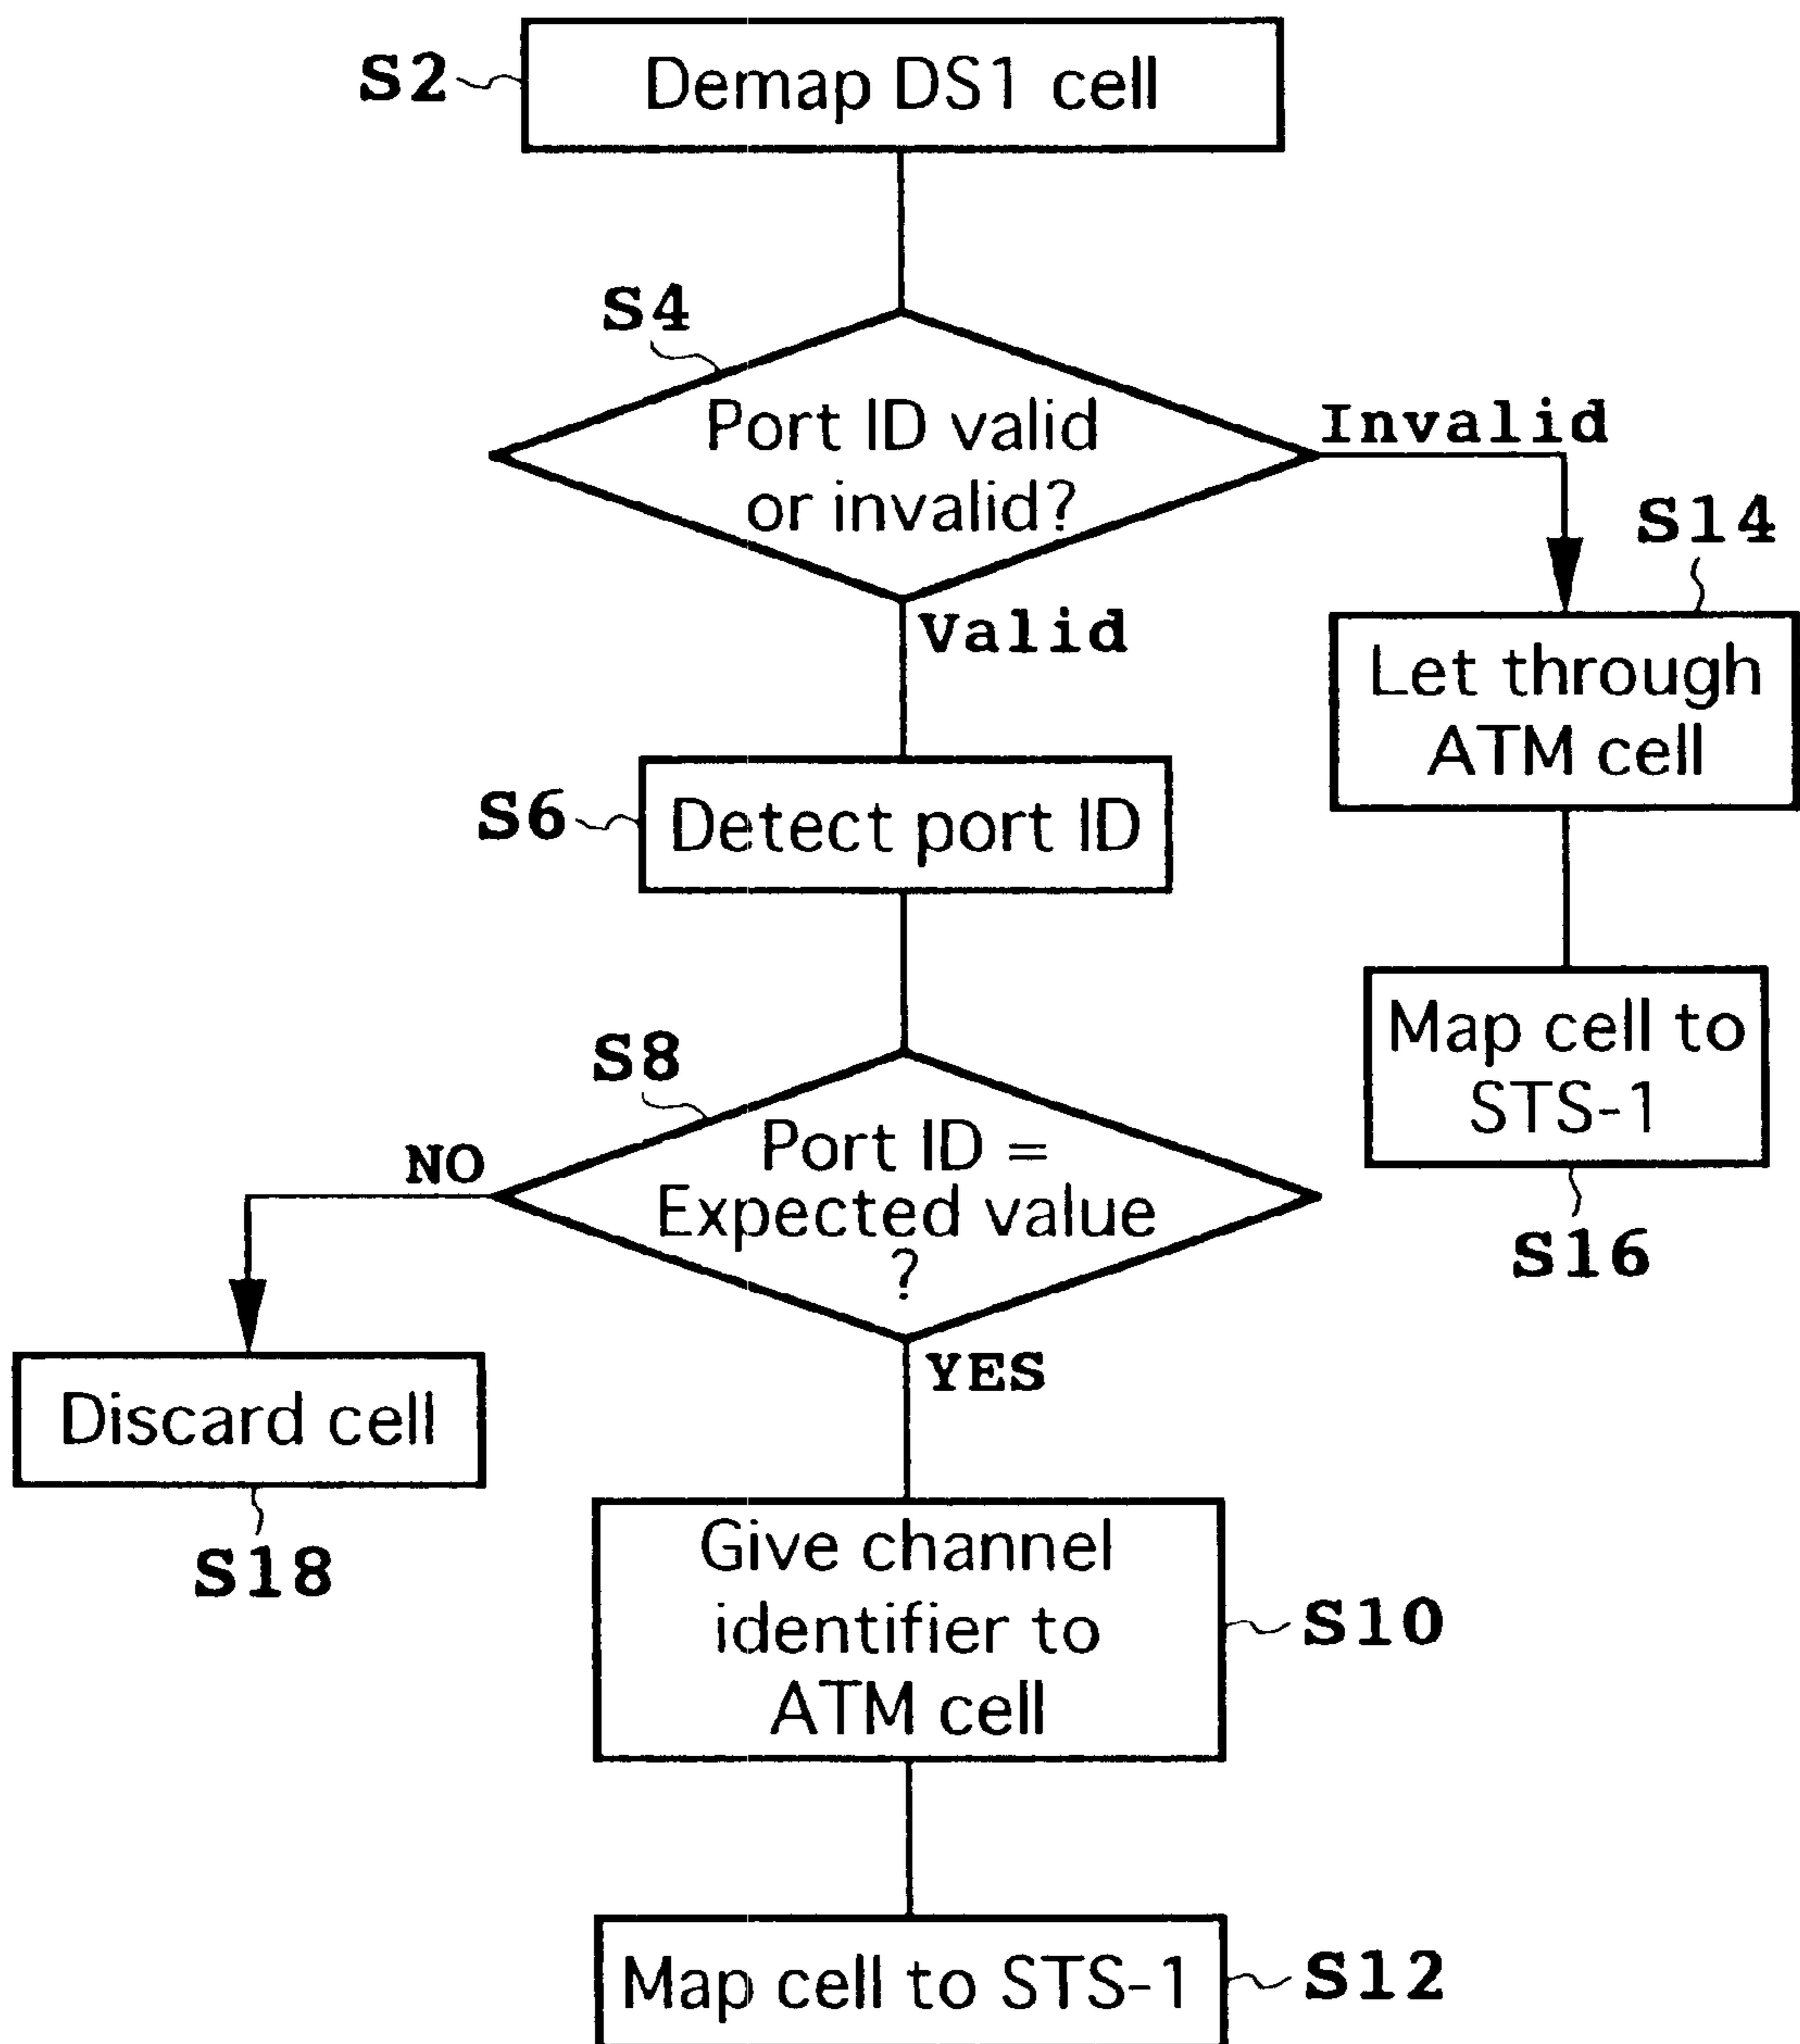 S2
Demap DS1 cell
S4
Port ID valid
or invalid?
Invalid
Valid
S14
Let through
ATM cell
S6
Detect port ID
Map cell to
STS-1
S16
S8
Port ID =
Expected value
?
NO
YES
Discard cell
S18
Give channel
identifier to
ATM cell
S10
Map cell to STS-1
S12